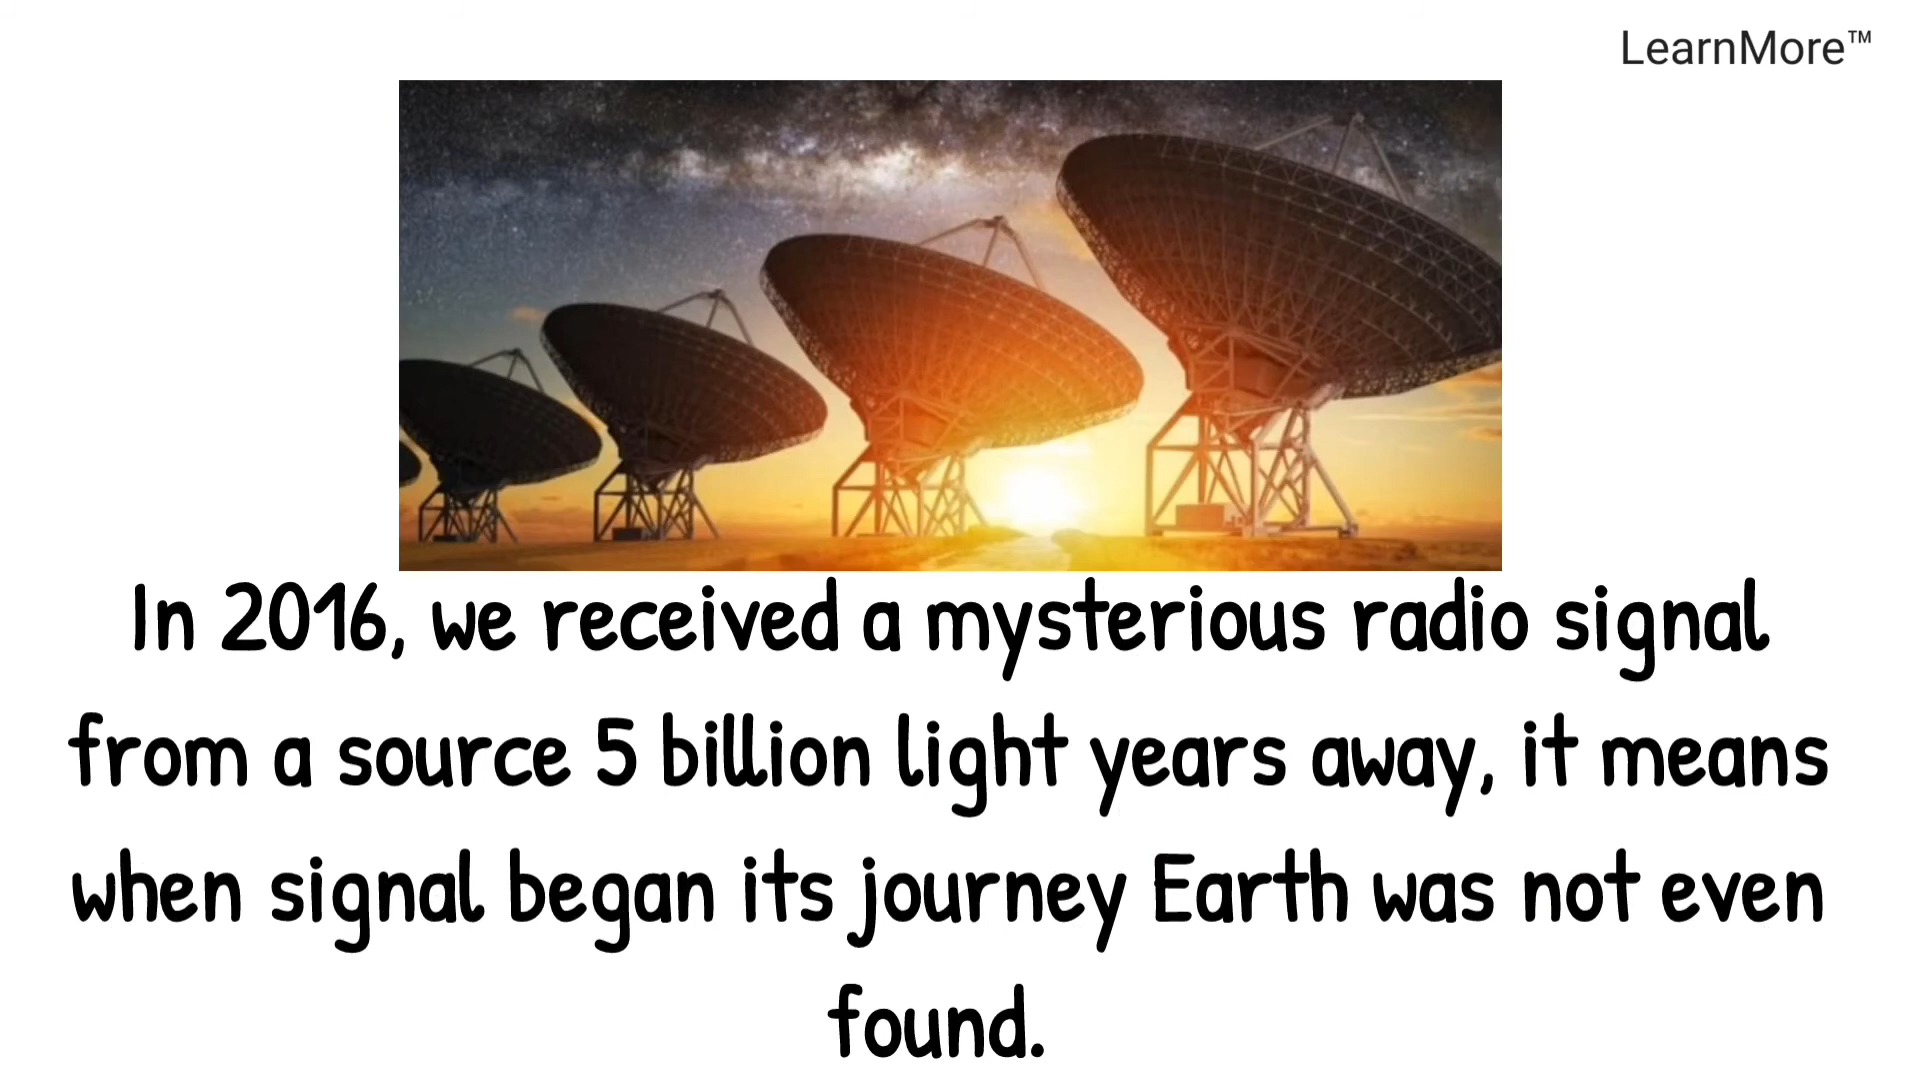 LearnMore™
In 2016, we received a mysterious radio signal
from a source 5 billion light years away, it means
when signal began its journey Earth was not even
found.